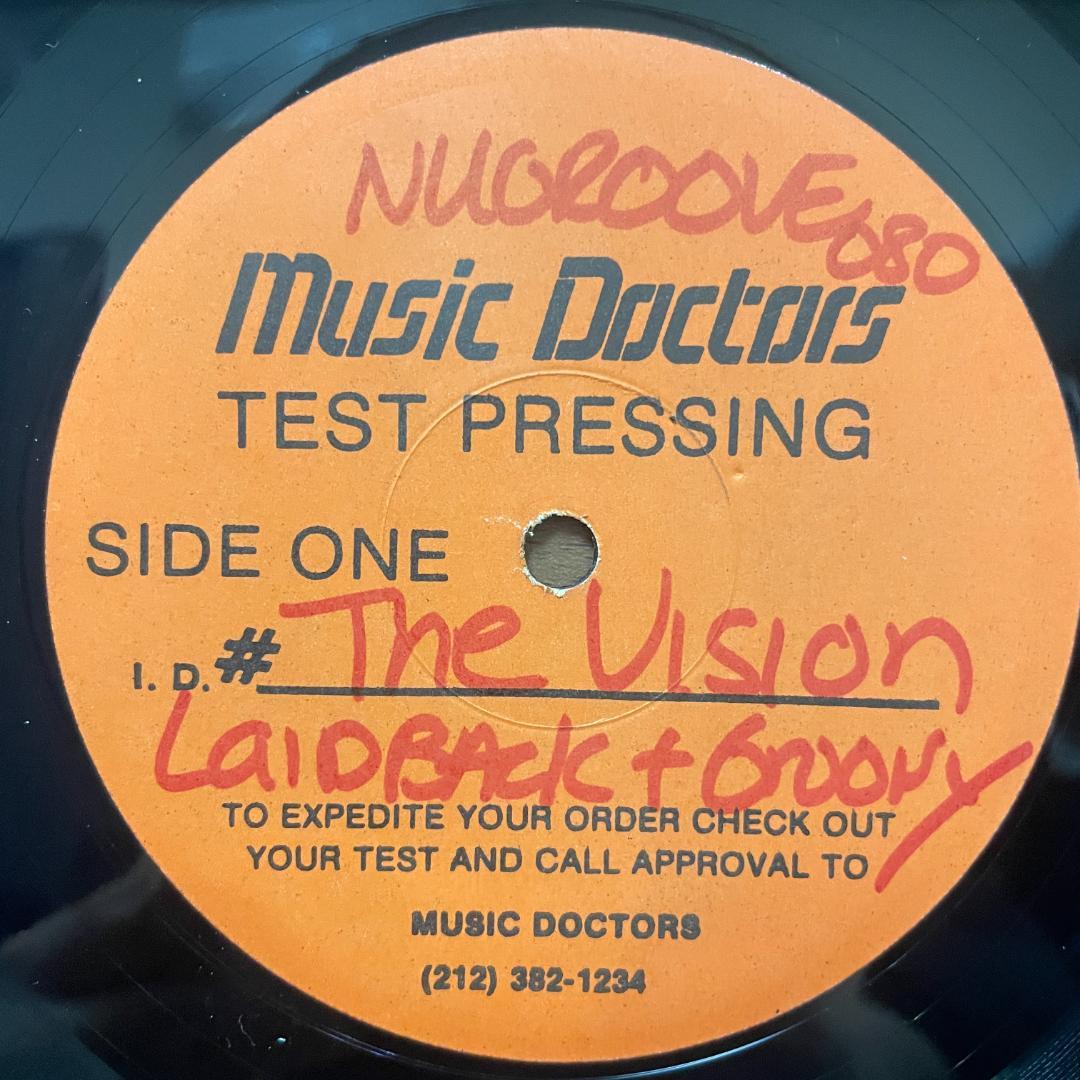 NUGROOVE 080
Music Doctors
TEST PRESSING
SIDE ONE
I. D. # The Vision
LaiDBAck + Groovy
TO EXPEDITE YOUR ORDER CHECK OUT
YOUR TEST AND CALL APPROVAL TO
MUSIC DOCTORS
(212) 382-1234